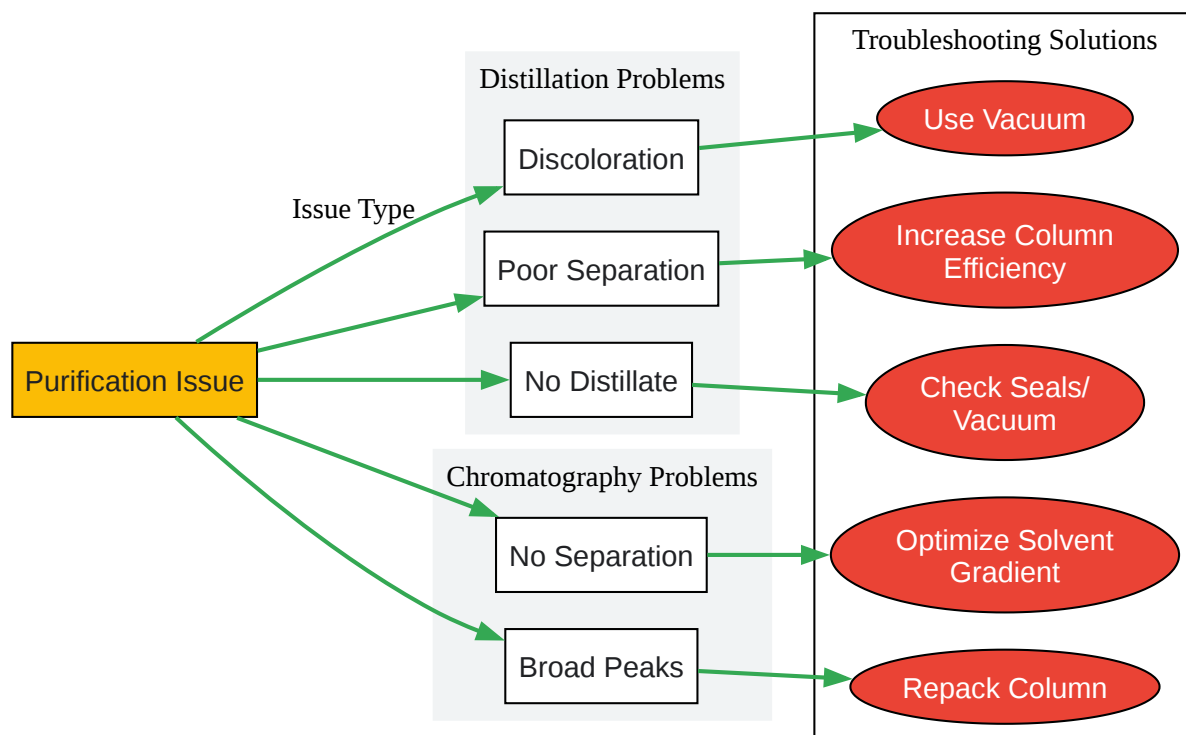 Troubleshooting Solutions
Distillation Problems
Use Vacuum
Discoloration
Issue Type
Increase Column
Efficiency
Poor Separation
Purification Issue
No Distillate
Check Seals/
Vacuum
Chromatography Problems
No Separation
Optimize Solvent
Gradient
Broad Peaks
Repack Column